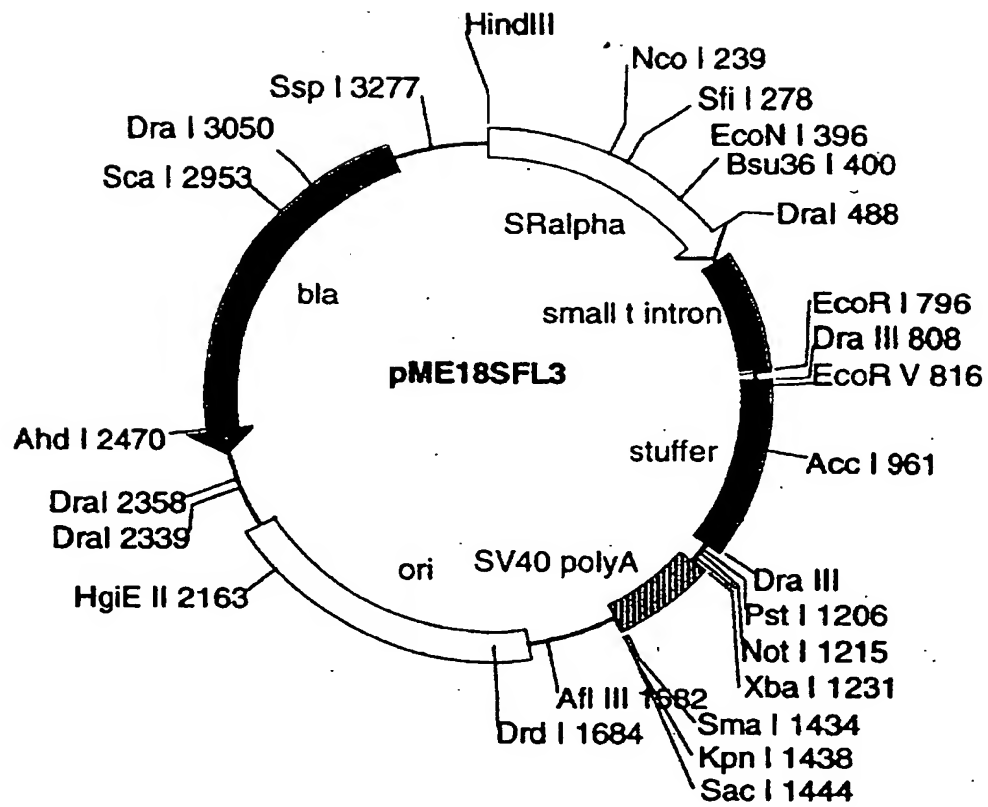 HindIII
Nco I 239
Sfi I 278
EcoN I 396
Bsu36 I 400
DraI 488
Ssp I 3277
Dra I 3050
Sca I 2953
SRalpha
bla
small t intron
EcoR I 796
Dra III 808
EcoR V 816
pME18SFL3
stuffer
Acc I 961
Ahd I 2470
DraI 2358
DraI 2339
HgiE II 2163
ori
SV40 polyA
Dra III
Pst I 1206
Not I 1215
Xba I 1231
Afl III 1682
Drd I 1684
Sma I 1434
Kpn I 1438
Sac I 1444